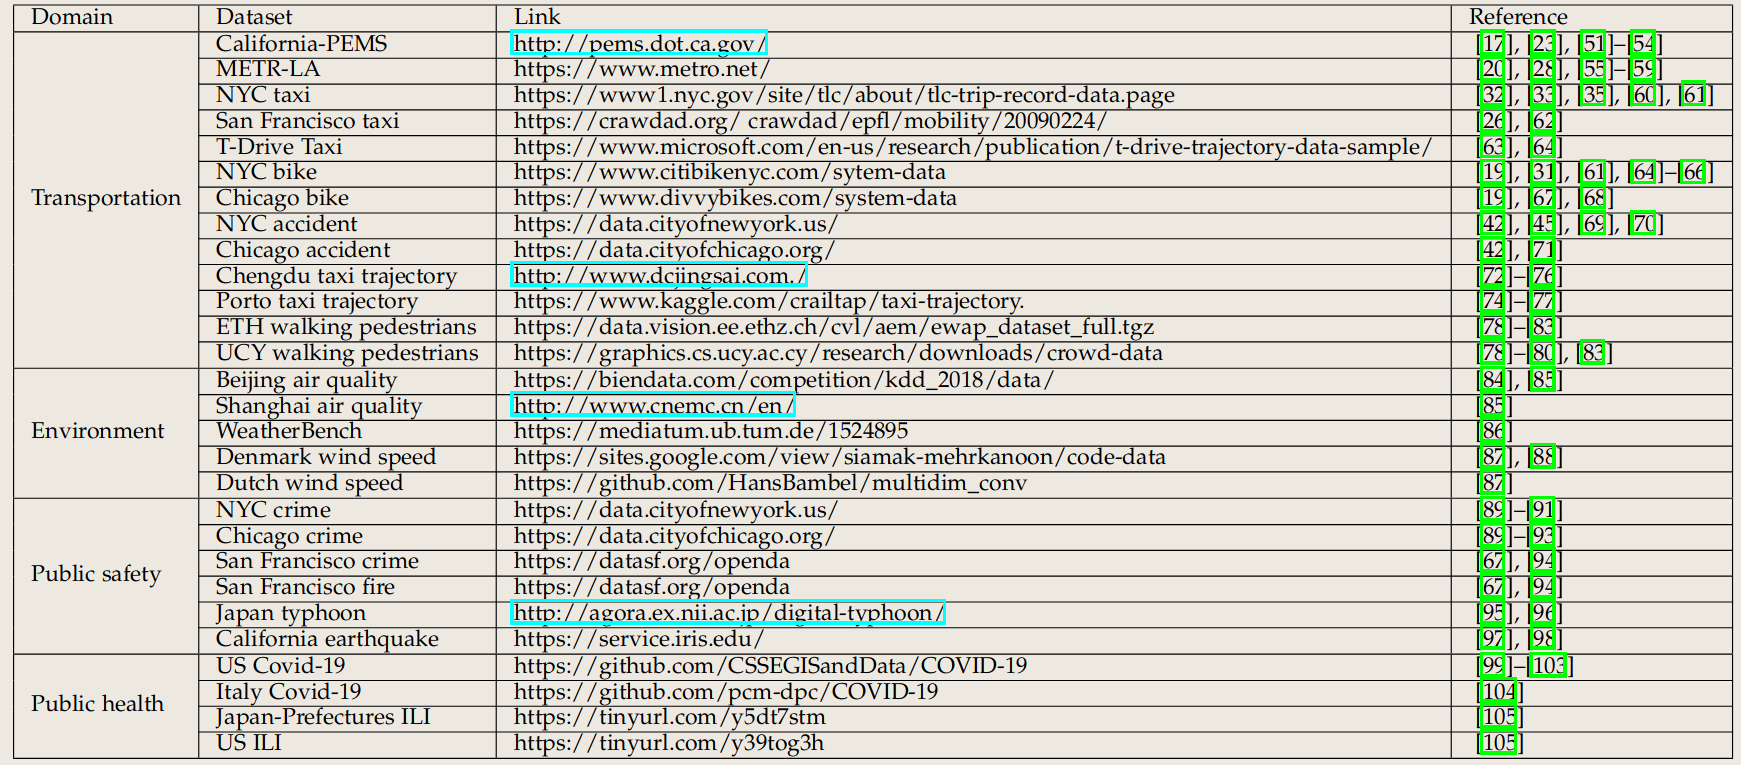 Domain Dataset Link Reference
California-PEMS http://pems.dot.ca.gov/ [17], [23], [51]–[54]
METR-LA https://www.metro.net/ [20], [28], [55]–[59]
NYC taxi https://www1.nyc.gov/site/tlc/about/tlc-trip-record-data.page [32], [33], [35], [60], [61]
San Francisco taxi https://crawdad.org/ crawdad/epfl/mobility/20090224/ [26], [62]
T-Drive Taxi https://www.microsoft.com/en-us/research/publication/t-drive-trajectory-data-sample/ [63], [64]
NYC bike https://www.citibikenyc.com/sytem-data [19], [31], [61], [64]–[66]
Transportation Chicago bike https://www.divvybikes.com/system-data [19], [67], [68]
NYC accident https://data.cityofnewyork.us/ [42], [45], [69], [70]
Chicago accident https://data.cityofchicago.org/ [42], [71]
Chengdu taxi trajectory http://www.dcjingsai.com./ [72]–[76]
Porto taxi trajectory https://www.kaggle.com/crailtap/taxi-trajectory. [74]–[77]
ETH walking pedestrians https://data.vision.ee.ethz.ch/cvl/aem/ewap_dataset_full.tgz [78]–[83]
UCY walking pedestrians https://graphics.cs.ucy.ac.cy/research/downloads/crowd-data [78]–[80], [83]
Beijing air quality https://biendata.com/competition/kdd_2018/data/ [84], [85]
Shanghai air quality http://www.cnemc.cn/en/ [85]
Environment WeatherBench https://mediatum.ub.tum.de/1524895 [86]
Denmark wind speed https://sites.google.com/view/siamak-mehrkanoon/code-data [87], [88]
Dutch wind speed https://github.com/HansBambel/multidim_conv [87]
NYC crime https://data.cityofnewyork.us/ [89]–[91]
Chicago crime https://data.cityofchicago.org/ [89]–[93]
San Francisco crime https://datasf.org/openda [67], [94]
Public safety San Francisco fire https://datasf.org/openda [67], [94]
Japan typhoon http://agora.ex.nii.ac.jp/digital-typhoon/ [95], [96]
California earthquake https://service.iris.edu/ [97], [98]
US Covid-19 https://github.com/CSSEGISandData/COVID-19 [99]–[103]
Italy Covid-19 https://github.com/pcm-dpc/COVID-19 [104]
Public health Japan-Prefectures ILI https://tinyurl.com/y5dt7stm [105]
US ILI https://tinyurl.com/y39tog3h [105]